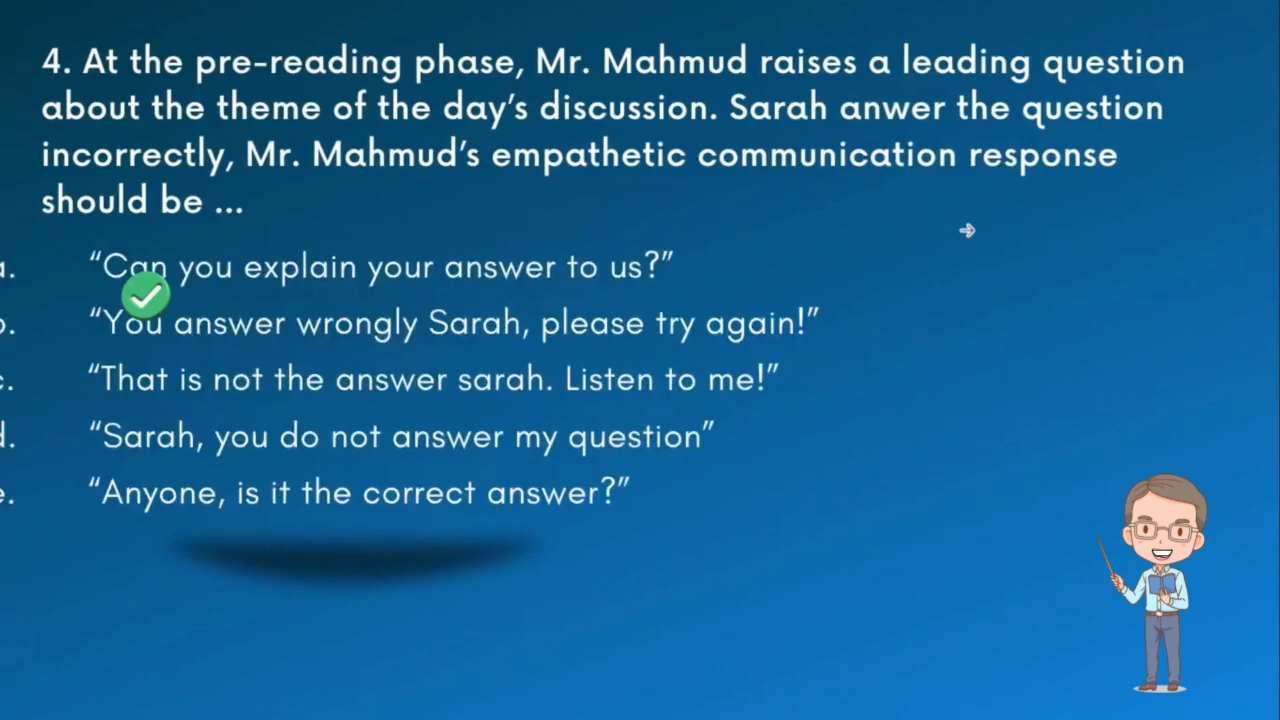 4. At the pre-reading phase, Mr. Mahmud raises a leading question
about the theme of the day's discussion. Sarah anwer the question
incorrectly, Mr. Mahmud's empathetic communication response
should be ...
a. "Can you explain your answer to us?"
b. "You answer wrongly Sarah, please try again!"
c. "That is not the answer sarah. Listen to me!"
d. "Sarah, you do not answer my question"
e. "Anyone, is it the correct answer?"